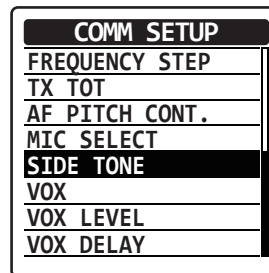 COMM SETUP
FREQUENCY STEP
TX TOT
AF PITCH CONT.
MIC SELECT
SIDE TONE
VOX
VOX LEVEL
VOX DELAY